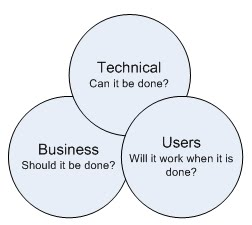 Technical
Can it be done?
Business
Should it be done?
Users
Will it work when it is
done?